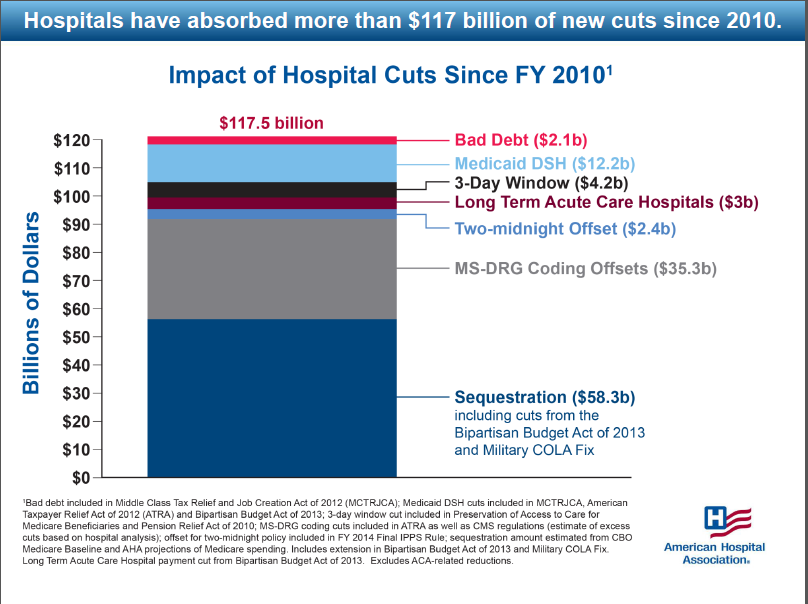 Hospitals have absorbed more than $117 billion of new cuts since 2010.
Impact of Hospital Cuts Since FY 2010¹
$117.5 billion
Billions of Dollars
$120
$110
$100
$90
$80
$70
$60
$50
$40
$30
$20
$10
$0
Bad Debt ($2.1b)
Medicaid DSH ($12.2b)
3-Day Window ($4.2b)
Long Term Acute Care Hospitals ($3b)
Two-midnight Offset ($2.4b)
MS-DRG Coding Offsets ($35.3b)
Sequestration ($58.3b)
including cuts from the
Bipartisan Budget Act of 2013
and Military COLA Fix
¹Bad debt included in Middle Class Tax Relief and Job Creation Act of 2012 (MCTRJCA); Medicaid DSH cuts included in MCTRJCA, American
Taxpayer Relief Act of 2012 (ATRA) and Bipartisan Budget Act of 2013; 3-day window cut included in Preservation of Access to Care for
Medicare Beneficiaries and Pension Relief Act of 2010; MS-DRG coding cuts included in ATRA as well as CMS regulations (estimate of excess
cuts based on hospital analysis); offset for two-midnight policy included in FY 2014 Final IPPS Rule; sequestration amount estimated from CBO
Medicare Baseline and AHA projections of Medicare spending. Includes extension in Bipartisan Budget Act of 2013 and Military COLA Fix.
Long Term Acute Care Hospital payment cut from Bipartisan Budget Act of 2013. Excludes ACA-related reductions.
H
American Hospital
Association®